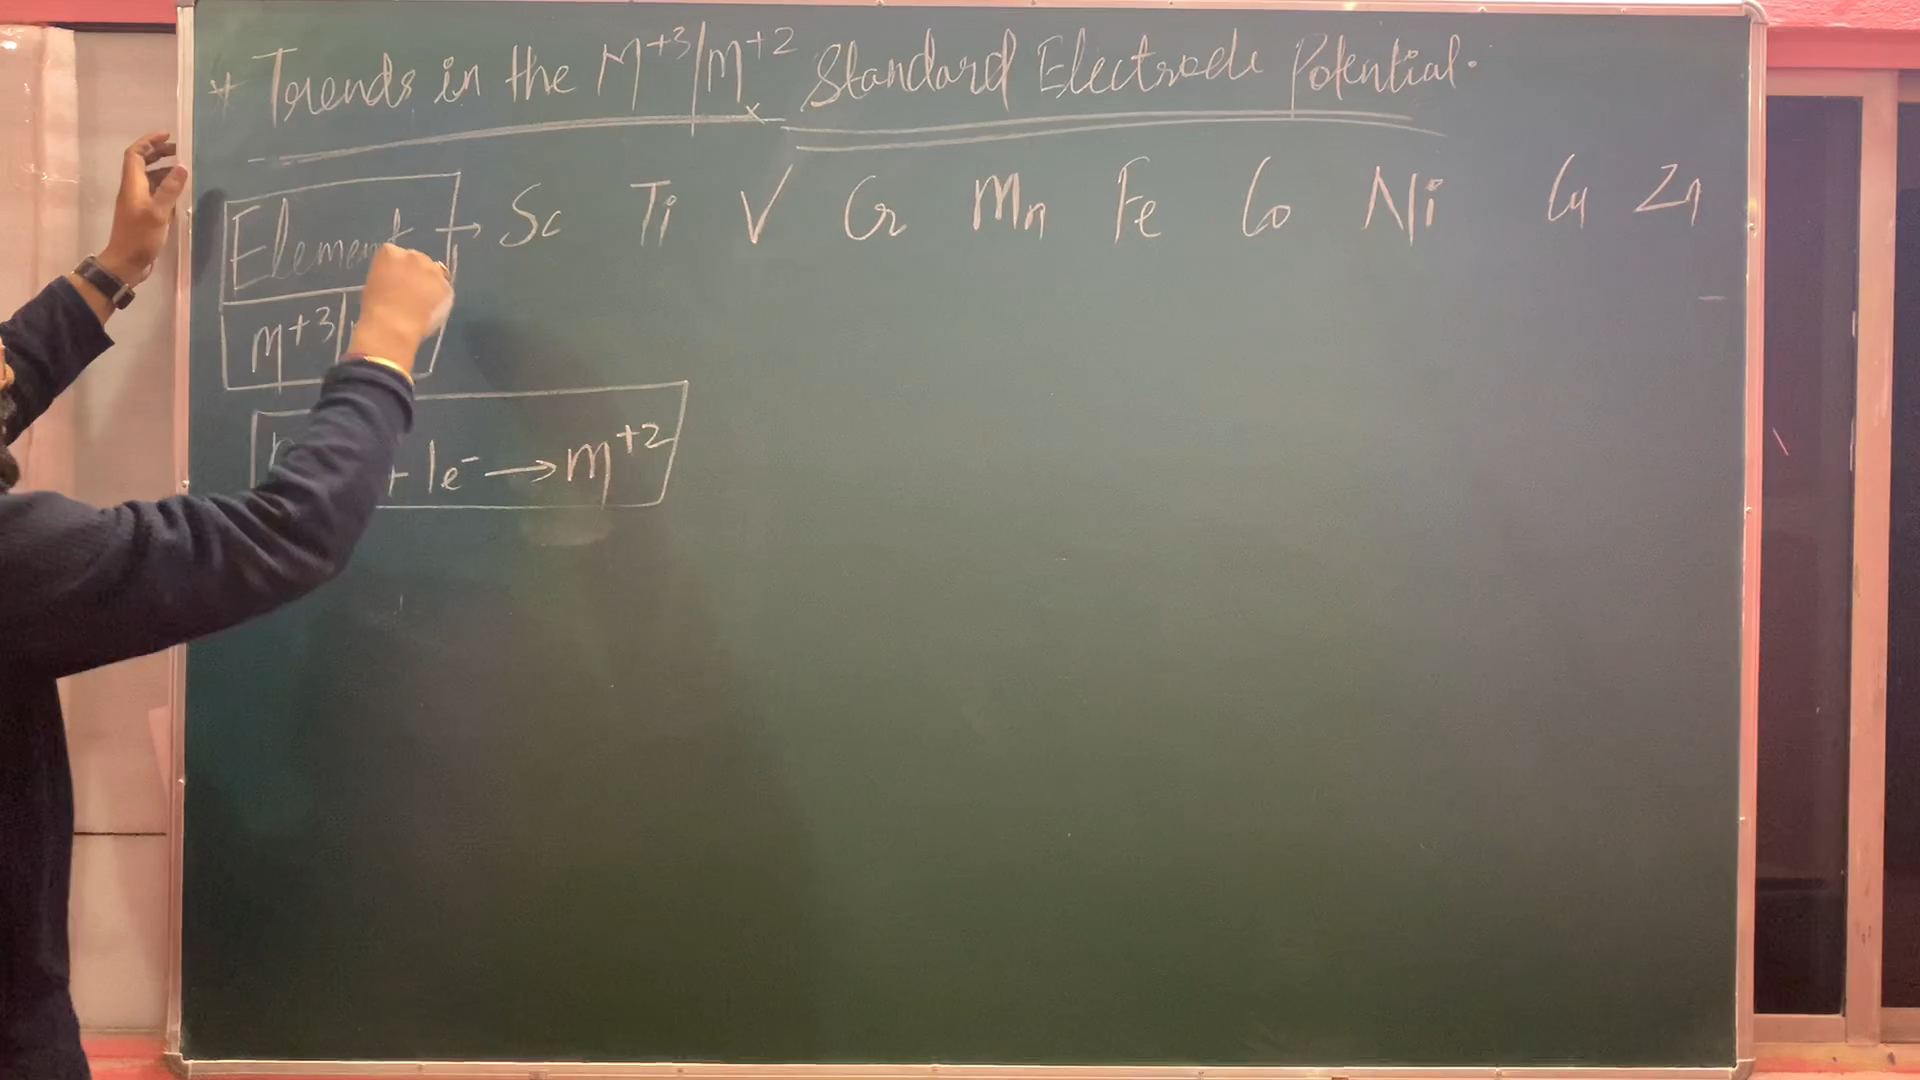 * Trends in the M+3/m+2 Standard Electrode Potential.
Element → Sc Ti V Cr Mn Fe Co Ni Cu Zn
m+3/
+ 1e- → m+2